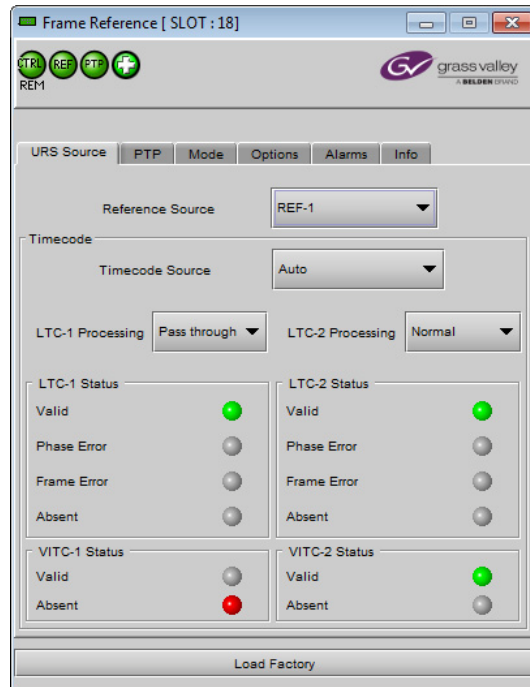 Frame Reference [ SLOT : 18]
CTRL REF PTP
REM
GV grass valley
A BELDEN BRAND
URS Source PTP Mode Options Alarms Info
Reference Source REF-1
Timecode
Timecode Source Auto
LTC-1 Processing Pass through LTC-2 Processing Normal
LTC-1 Status LTC-2 Status
Valid Valid
Phase Error Phase Error
Frame Error Frame Error
Absent Absent
VITC-1 Status VITC-2 Status
Valid Valid
Absent Absent
Load Factory